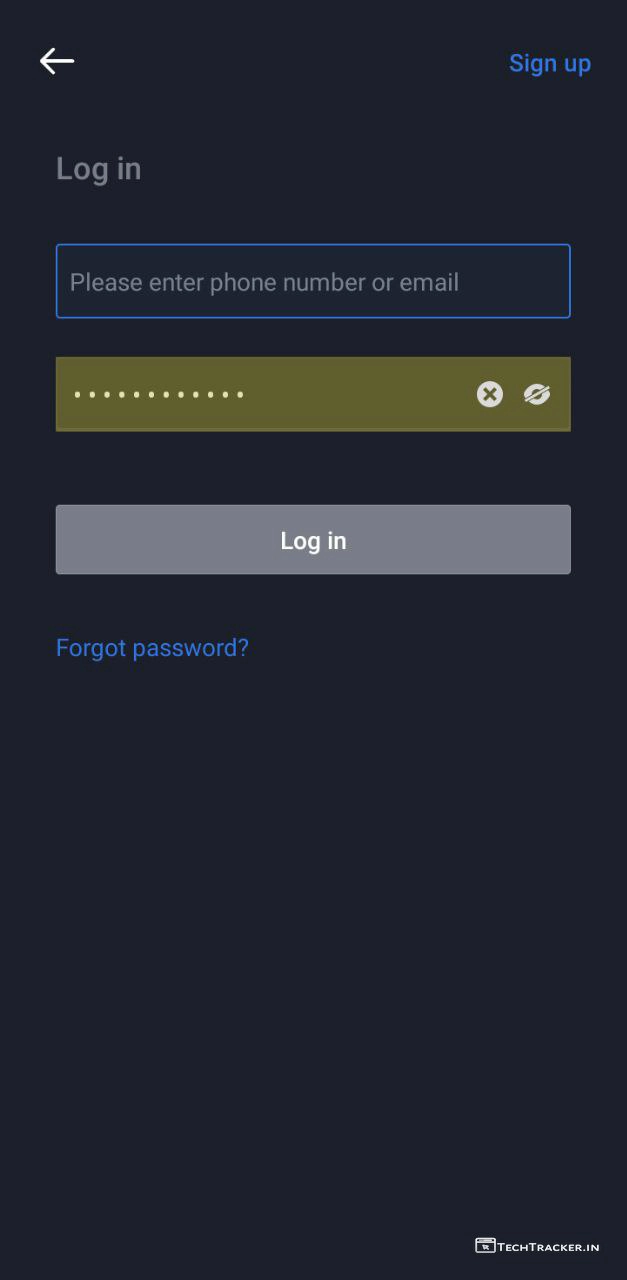 Sign up
Log in
Please enter phone number or email
••••••••••••
Log in
Forgot password?
TECHTRACKER.IN